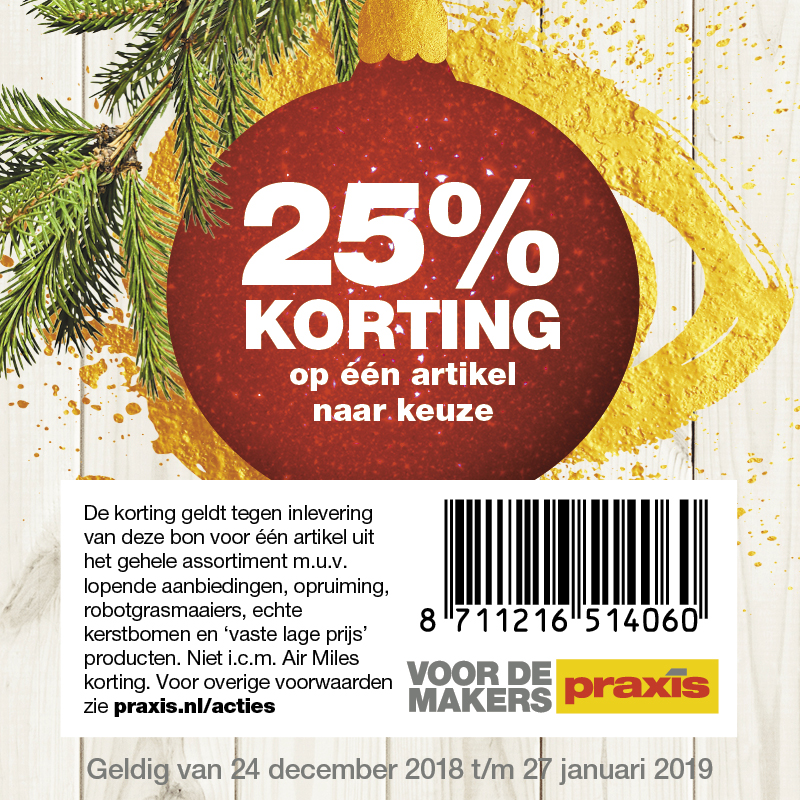 25%
KORTING
op één artikel
naar keuze
De korting geldt tegen inlevering
van deze bon voor één artikel uit
het gehele assortiment m.u.v.
lopende aanbiedingen, opruiming,
robotgrasmaaiers, echte
kerstbomen en ‘vaste lage prijs’
producten. Niet i.c.m. Air Miles
korting. Voor overige voorwaarden
zie praxis.nl/acties
8 711216 514060
VOOR DE
MAKERS
praxis
Geldig van 24 december 2018 t/m 27 januari 2019